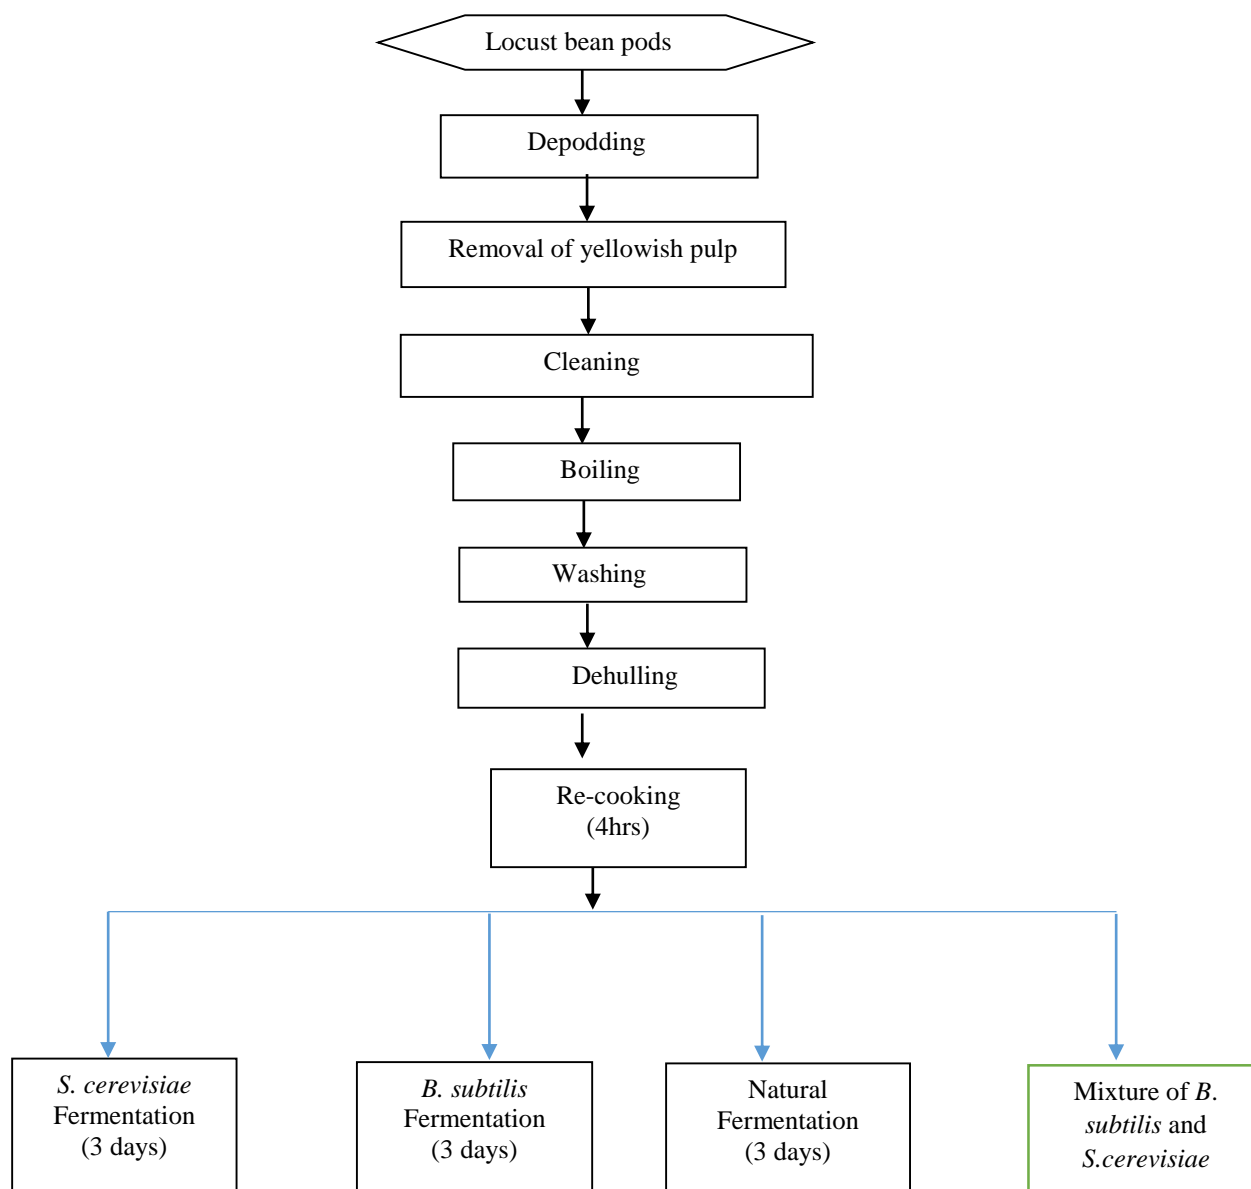 Locust bean pods
Depodding
Removal of yellowish pulp
Cleaning
Boiling
Washing
Dehulling
Re-cooking
(4hrs)
S. cerevisiae
Fermentation
(3 days)
B. subtilis
Fermentation
(3 days)
Natural
Fermentation
(3 days)
Mixture of B.
subtilis and
S.cerevisiae